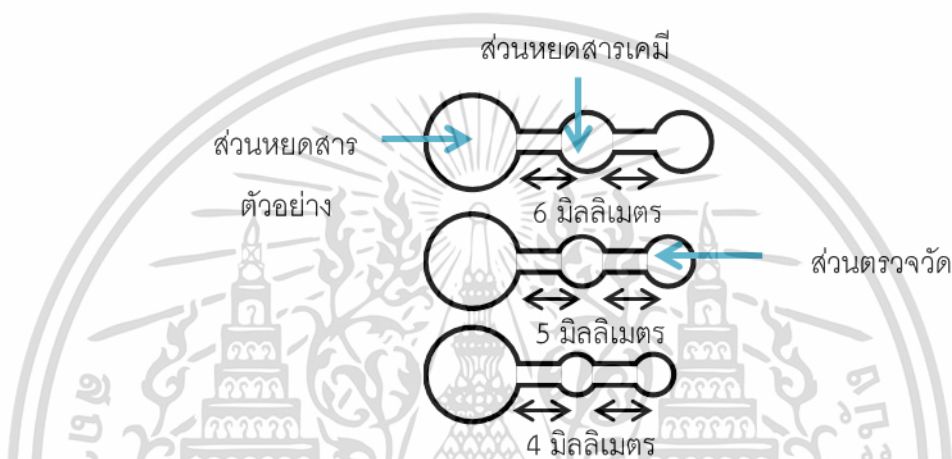 ส่วนหยดสารเคมี
ส่วนหยดสาร
ตัวอย่าง
6 มิลลิเมตร
ส่วนตรวจวัด
5 มิลลิเมตร
4 มิลลิเมตร